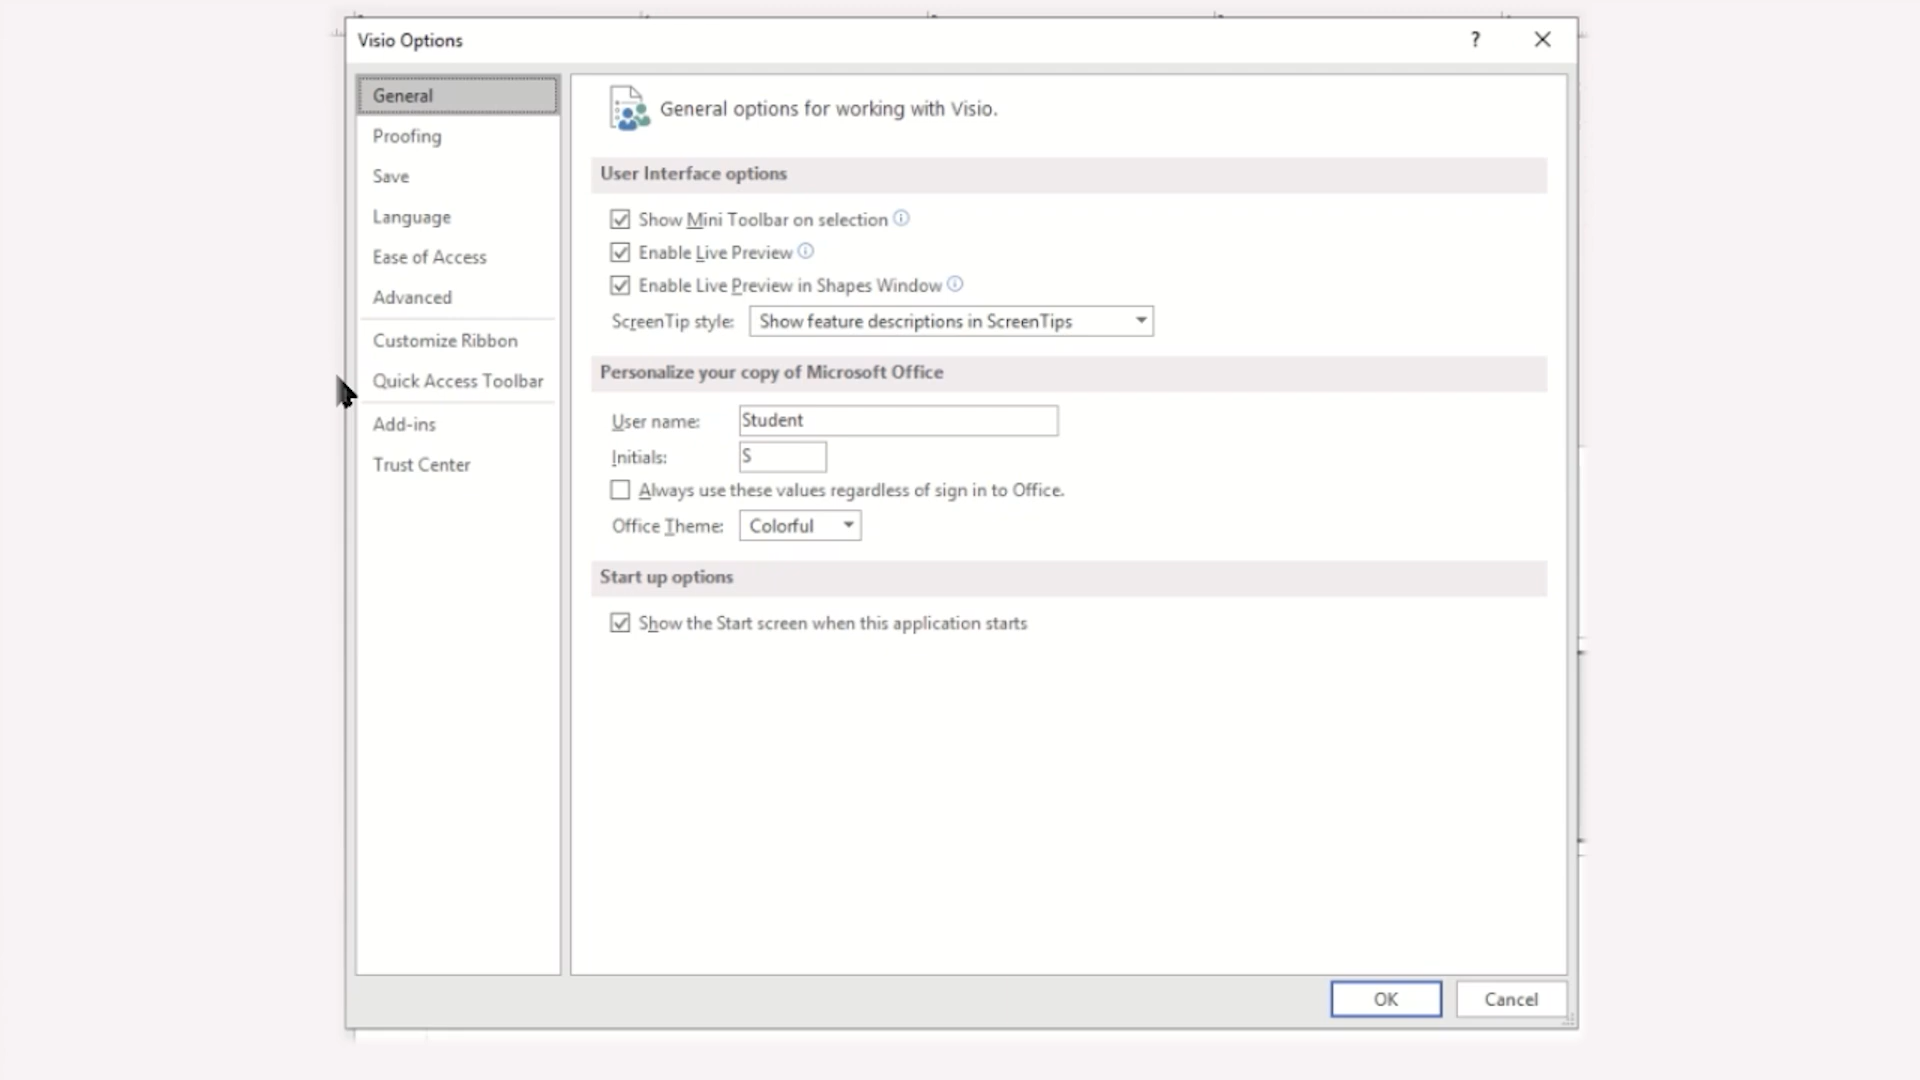 Visio Options
?
General
Proofing
Save
Language
Ease of Access
Advanced
Customize Ribbon
Quick Access Toolbar
Add-ins
Trust Center
General options for working with Visio.
User Interface options
Show Mini Toolbar on selection
Enable Live Preview
Enable Live Preview in Shapes Window
ScreenTip style: Show feature descriptions in ScreenTips
Personalize your copy of Microsoft Office
User name: Student
Initials: S
Always use these values regardless of sign in to Office.
Office Theme: Colorful
Start up options
Show the Start screen when this application starts
OK Cancel